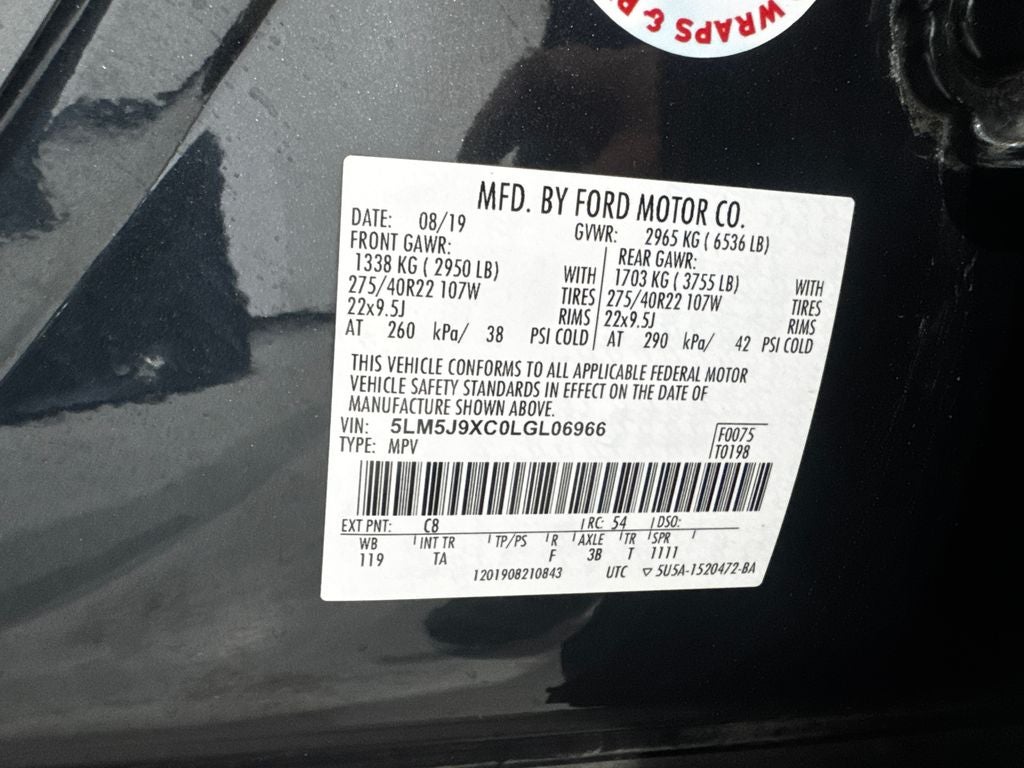 WRAPS &
MFD. BY FORD MOTOR CO.
DATE: 08/19 GVWR: 2965 KG ( 6536 LB)
FRONT GAWR: REAR GAWR:
1338 KG ( 2950 LB) WITH 1703 KG ( 3755 LB) WITH
275/40R22 107W TIRES 275/40R22 107W TIRES
22x9.5J RIMS 22x9.5J RIMS
AT 260 kPa/ 38 PSI COLD AT 290 kPa/ 42 PSI COLD
THIS VEHICLE CONFORMS TO ALL APPLICABLE FEDERAL MOTOR
VEHICLE SAFETY STANDARDS IN EFFECT ON THE DATE OF
MANUFACTURE SHOWN ABOVE.
VIN: 5LM5J9XC0LGL06966 F0075
TYPE: MPV T0198
EXT PNT: C8 RC: 54 DSO:
WB INT TR TP/PS R AXLE TR SPR
119 TA F 3B T 1111
1201908210843 UTC ▽ 5U5A-1520472-BA